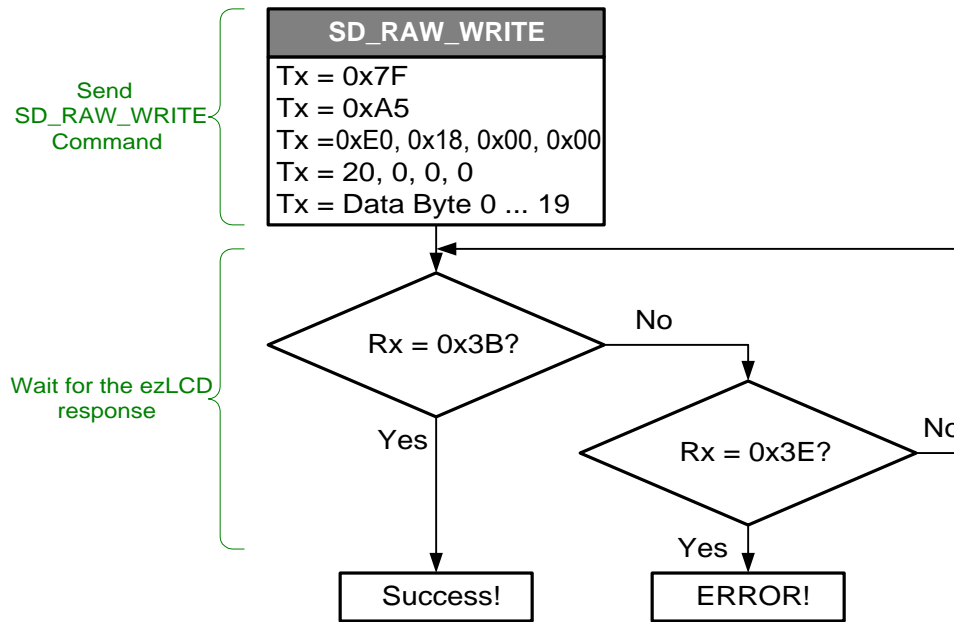 SD_RAW_WRITE
Tx = 0x7F
Tx = 0xA5
Tx =0xE0, 0x18, 0x00, 0x00
Tx = 20, 0, 0, 0
Tx = Data Byte 0 ... 19
Send
SD_RAW_WRITE
Command
Rx = 0x3B?
No
Wait for the ezLCD
response
Yes
Rx = 0x3E?
No
Yes
Success!
ERROR!